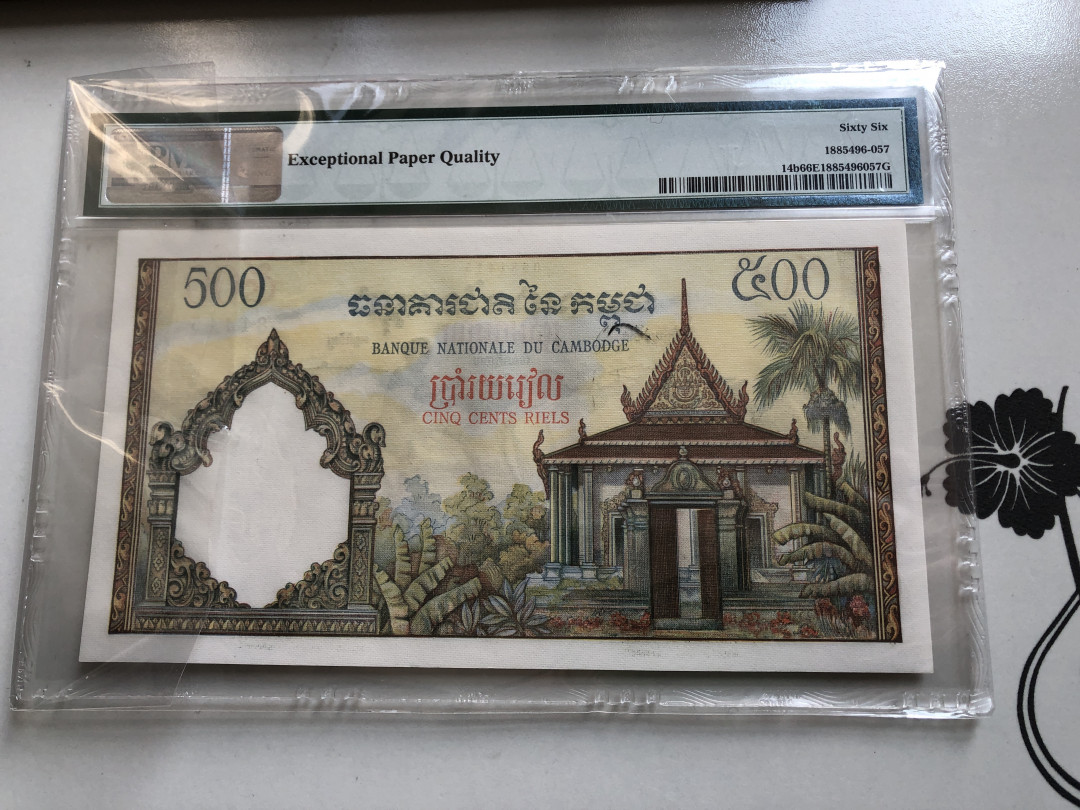 Sixty Six
Exceptional Paper Quality
1885496-057
14b66E1885496057G
500
៥00
ធនាគារជាតិ នៃ កម្ពុជា
BANQUE NATIONALE DU CAMBODGE
ប្រាំរយរៀល
CINQ CENTS RIELS